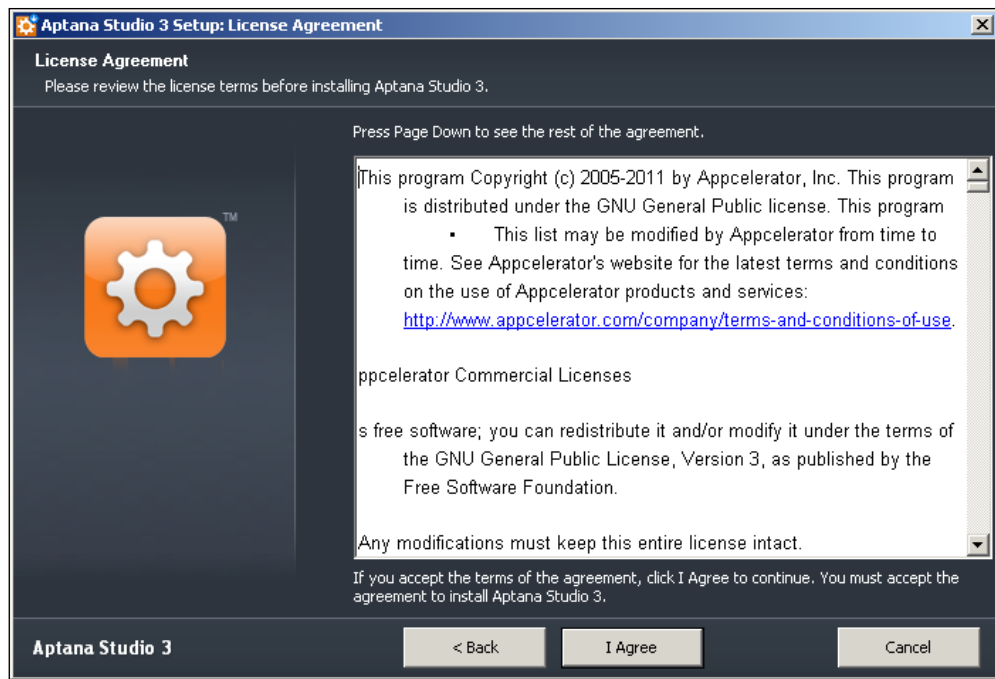 Aptana Studio 3 Setup: License Agreement
License Agreement
Please review the license terms before installing Aptana Studio 3.
Press Page Down to see the rest of the agreement.
TM
This program Copyright (c) 2005-2011 by Appcelerator, Inc. This program
is distributed under the GNU General Public license. This program
▪ This list may be modified by Appcelerator from time to
time. See Appcelerator's website for the latest terms and conditions
on the use of Appcelerator products and services:
http://www.appcelerator.com/company/terms-and-conditions-of-use.
ppcelerator Commercial Licenses
s free software; you can redistribute it and/or modify it under the terms of
the GNU General Public License, Version 3, as published by the
Free Software Foundation.
Any modifications must keep this entire license intact.
If you accept the terms of the agreement, click I Agree to continue. You must accept the
agreement to install Aptana Studio 3.
Aptana Studio 3
< Back
I Agree
Cancel